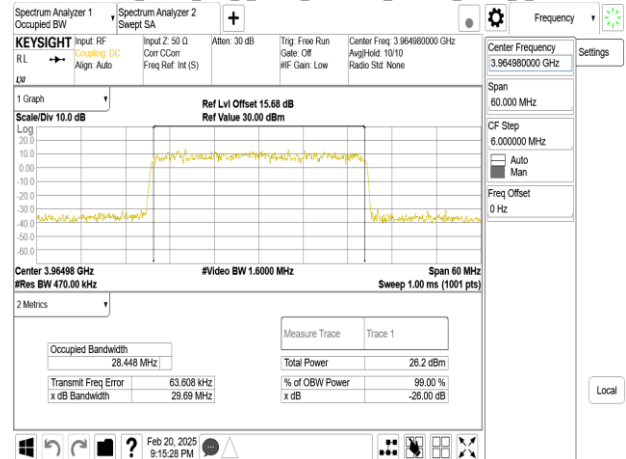 Spectrum Analyzer 1
Occupied BW
Spectrum Analyzer 2
Swept SA
+
Frequency
KEYSIGHT
RL
Input: RF
Coupling: DC
Align: Auto
Input Z: 50 Ω
Corr CCorr
Freq Ref: Int (S)
Atten: 30 dB
Trig: Free Run
Gate: Off
#IF Gain: Low
Center Freq: 3.964980000 GHz
Avg|Hold: 10/10
Radio Std: None
Center Frequency
3.964980000 GHz
Settings
Span
60.000 MHz
CF Step
6.000000 MHz
Auto
Man
Freq Offset
0 Hz
1 Graph
Scale/Div 10.0 dB
Ref Lvl Offset 15.68 dB
Ref Value 30.00 dBm
Log
20.0
10.0
0.00
-10.0
-20.0
-30.0
-40.0
-50.0
-60.0
Center 3.96498 GHz
#Video BW 1.6000 MHz
Span 60 MHz
#Res BW 470.00 kHz
Sweep 1.00 ms (1001 pts)
2 Metrics
Measure Trace
Trace 1
Occupied Bandwidth
28.448 MHz
Total Power
26.2 dBm
Transmit Freq Error
63.608 kHz
% of OBW Power
99.00 %
x dB Bandwidth
29.69 MHz
x dB
-26.00 dB
Local
?
Feb 20, 2025
9:15:28 PM